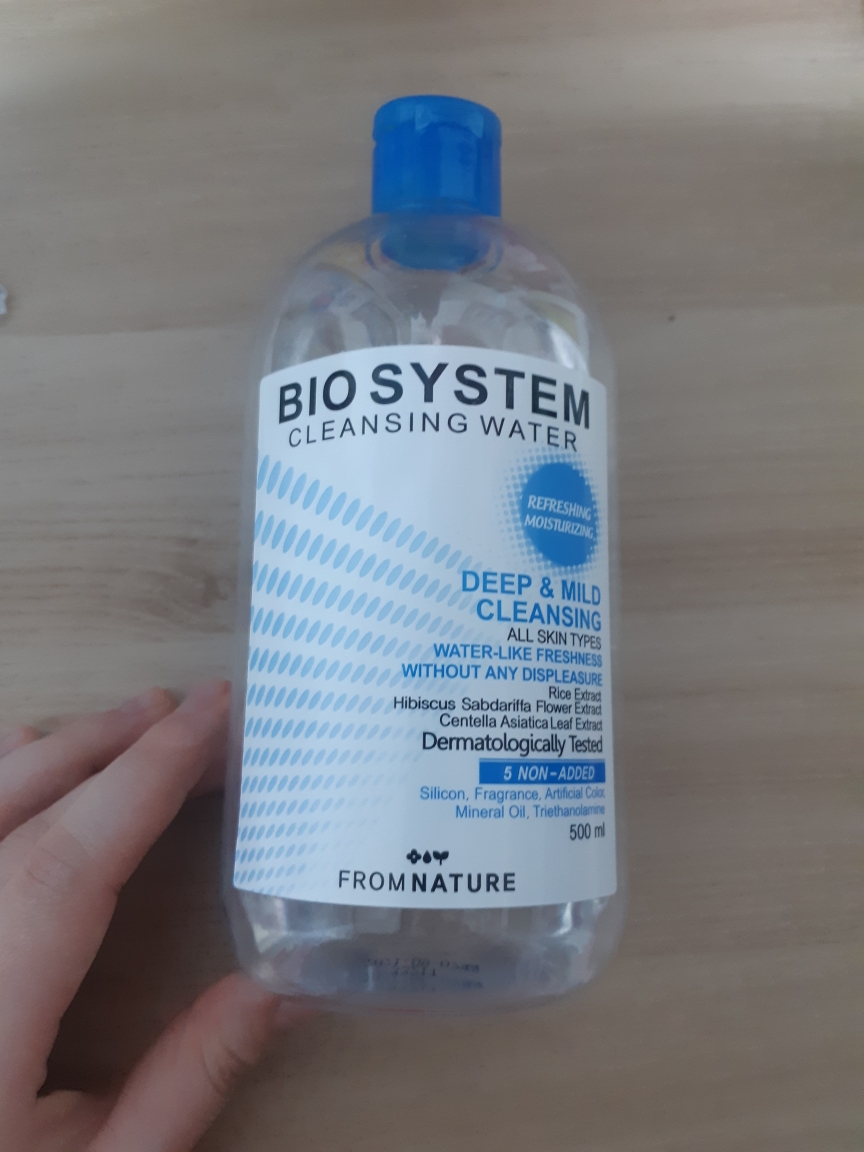 BIO SYSTEM
CLEANSING WATER
REFRESHING
MOISTURIZING
DEEP & MILD
CLEANSING
ALL SKIN TYPES
WATER-LIKE FRESHNESS
WITHOUT ANY DISPLEASURE
Rice Extract
Hibiscus Sabdariffa Flower Extract
Centella Asiatica Leaf Extract
Dermatologically Tested
5 NON-ADDED
Silicon, Fragrance, Artificial Color,
Mineral Oil, Triethanolamine
500 ml
FROMNATURE